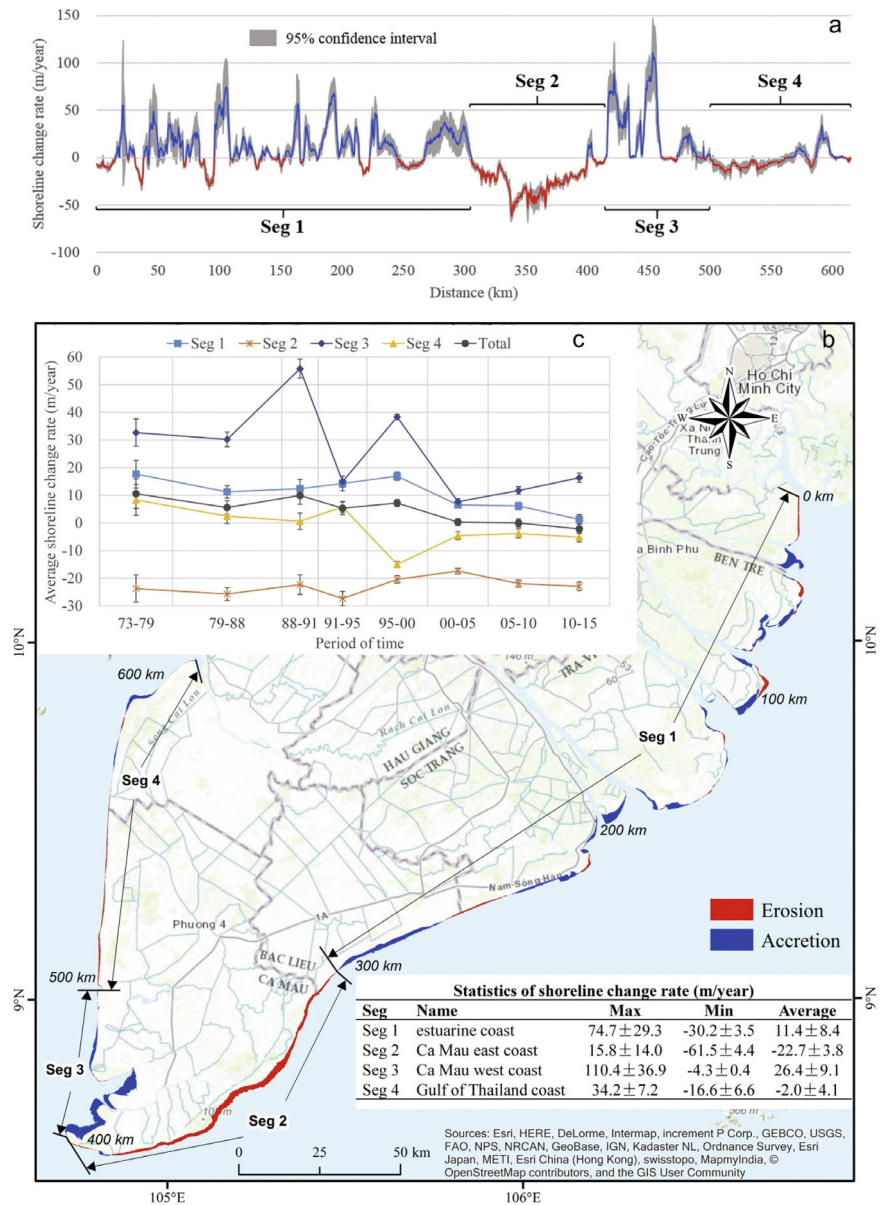 a
150
100
50
0
-50
-100
Shoreline change rate (m/year)
95% confidence interval
Seg 1
Seg 2
Seg 3
Seg 4
0 50 100 150 200 250 300 350 400 450 500 550 600
Distance (km)
c
Seg 1 Seg 2 Seg 3 Seg 4 Total
60
50
40
30
20
10
0
-10
-20
-30
Average shoreline change rate (m/year)
73-79 79-88 88-91 91-95 95-00 00-05 05-10 10-15
Period of time
b
Ho Chi
Minh City
N
W E
S
Thanh
Trung
0 km
a Binh Phu
BEN TRE
10°N
10°N
600 km
100 km
Song Cai Lon
Rach Cai Lon
HAU GIANG
SOC TRANG
53
60
Seg 1
Seg 4
200 km
Nam-Sông Hậu
1A
Phuong 4
Erosion
Accretion
BAC LIEU
CA MAU
300 km
500 km
9°N
9°N
Statistics of shoreline change rate (m/year)
Seg Name Max Min Average
Seg 1 estuarine coast 74.7±29.3 -30.2±3.5 11.4±8.4
Seg 2 Ca Mau east coast 15.8±14.0 -61.5±4.4 -22.7±3.8
Seg 3 Ca Mau west coast 110.4±36.9 -4.3±0.4 26.4±9.1
Seg 4 Gulf of Thailand coast 34.2±7.2 -16.6±6.6 -2.0±4.1
Seg 3
Seg 2
400 km
0 25 50 km
Sources: Esri, HERE, DeLorme, Intermap, increment P Corp., GEBCO, USGS,
FAO, NPS, NRCAN, GeoBase, IGN, Kadaster NL, Ordnance Survey, Esri
Japan, METI, Esri China (Hong Kong), swisstopo, MapmyIndia, ©
OpenStreetMap contributors, and the GIS User Community
105°E
106°E